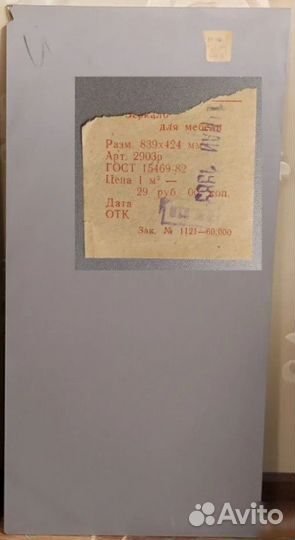 Зеркало
для мебели
Разм. 839х424 мм
Арт. 2903р
ГОСТ 15469-82
Цена 1 м² —
29 руб. 00 коп.
Дата
ОТК
Зак. № 1121—60,000
Avito